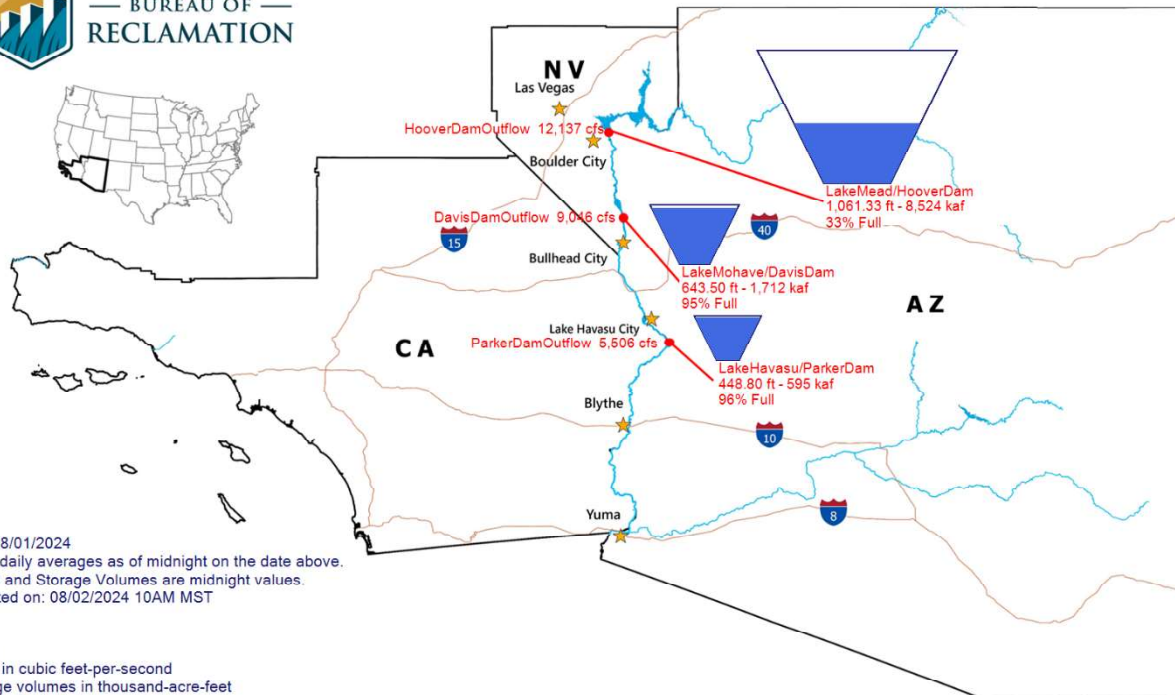 BUREAU OF
RECLAMATION
NV
Las Vegas
HooverDamOutflow 12,137 cfs
Boulder City
LakeMead/HooverDam
1,061.33 ft - 8,524 kaf
33% Full
DavisDamOutflow 9,046 cfs
15
40
Bullhead City
LakeMohave/DavisDam
643.50 ft - 1,712 kaf
95% Full
AZ
Lake Havasu City
CA
ParkerDamOutflow 5,506 cfs
LakeHavasu/ParkerDam
448.80 ft - 595 kaf
96% Full
Blythe
10
Yuma
8
8/01/2024
daily averages as of midnight on the date above.
and Storage Volumes are midnight values.
ed on: 08/02/2024 10AM MST
in cubic feet-per-second
ge volumes in thousand-acre-feet